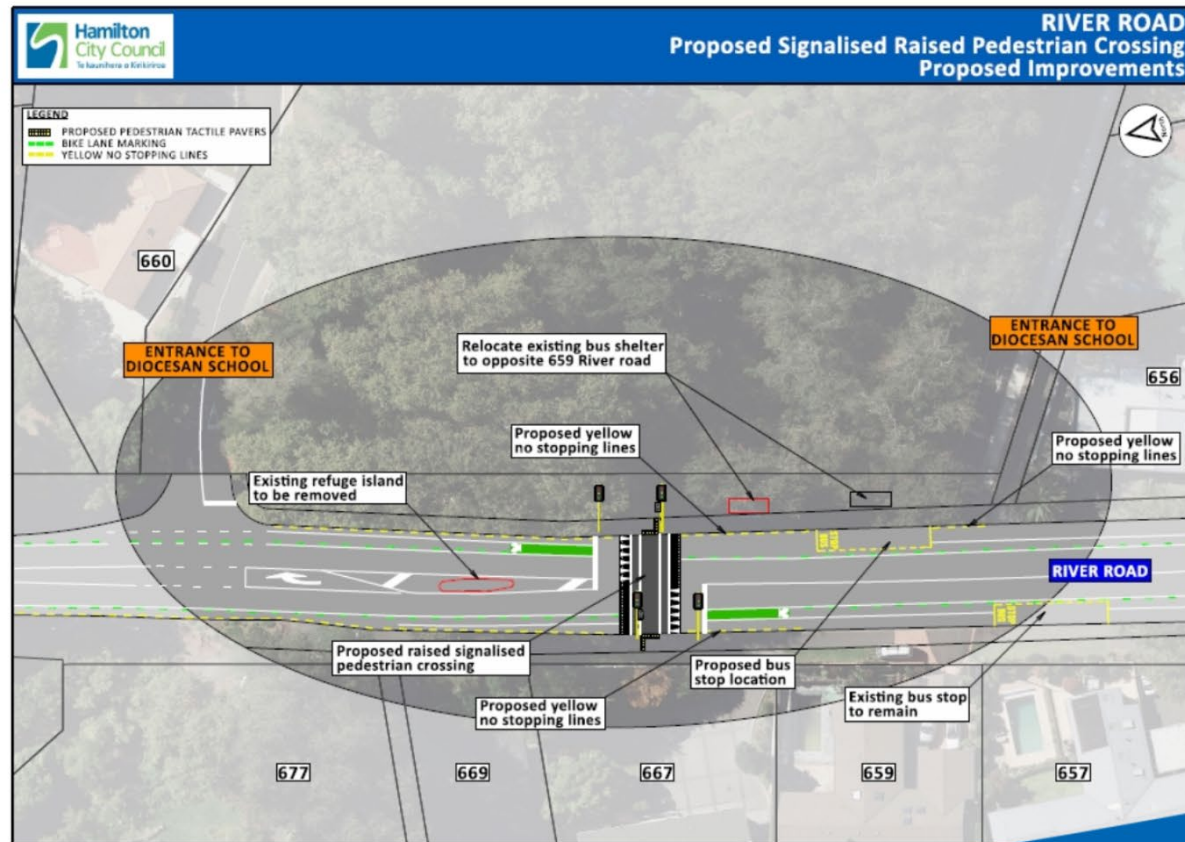 Hamilton
City Council
Te kaunihera o Kirikiriroa
RIVER ROAD
Proposed Signalised Raised Pedestrian Crossing
Proposed Improvements
LEGEND
PROPOSED PEDESTRIAN TACTILE PAVERS
BIKE LANE MARKING
YELLOW NO STOPPING LINES
660
ENTRANCE TO
DIOCESAN SCHOOL
Relocate existing bus shelter
to opposite 659 River road
ENTRANCE TO
DIOCESAN SCHOOL
656
Proposed yellow
no stopping lines
Proposed yellow
no stopping lines
Existing refuge island
to be removed
BUS
STOP
RIVER ROAD
BUS
STOP
Proposed raised signalised
pedestrian crossing
Proposed bus
stop location
Proposed yellow
no stopping lines
Existing bus stop
to remain
677
669
667
659
657